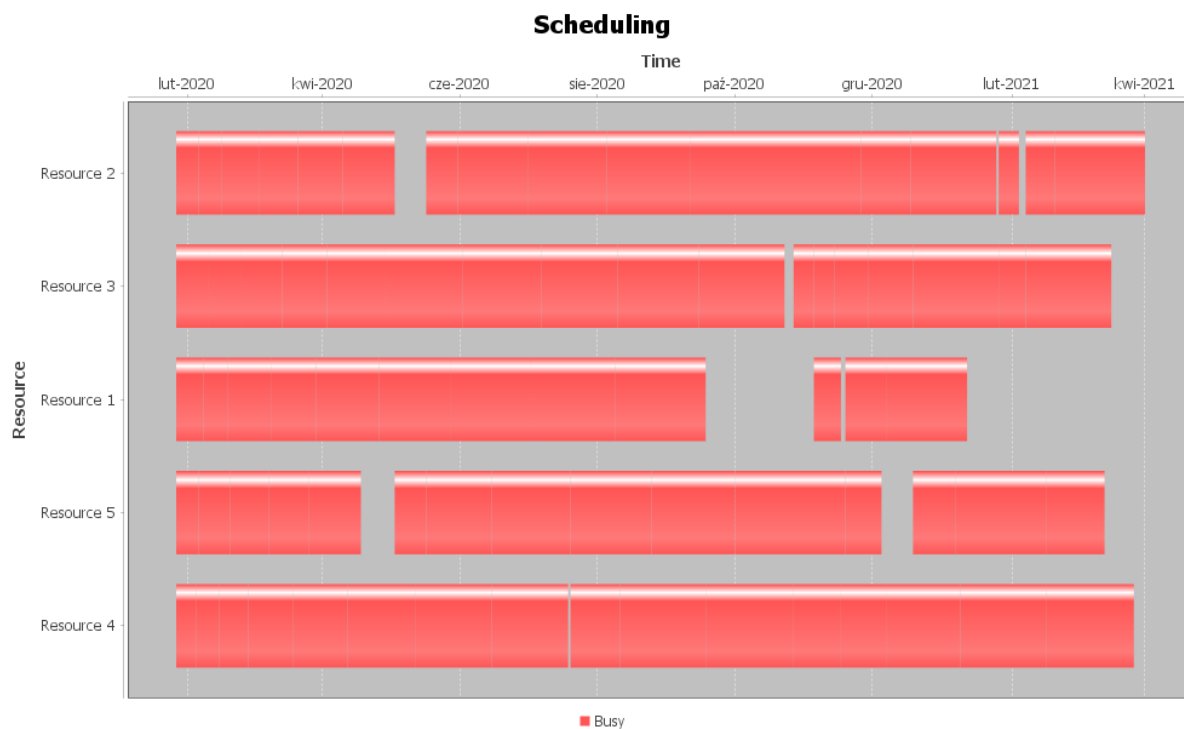 Scheduling
Time
lut-2020 kwi-2020 cze-2020 sie-2020 paź-2020 gru-2020 lut-2021 kwi-2021
Resource
Resource 2
Resource 3
Resource 1
Resource 5
Resource 4
Busy